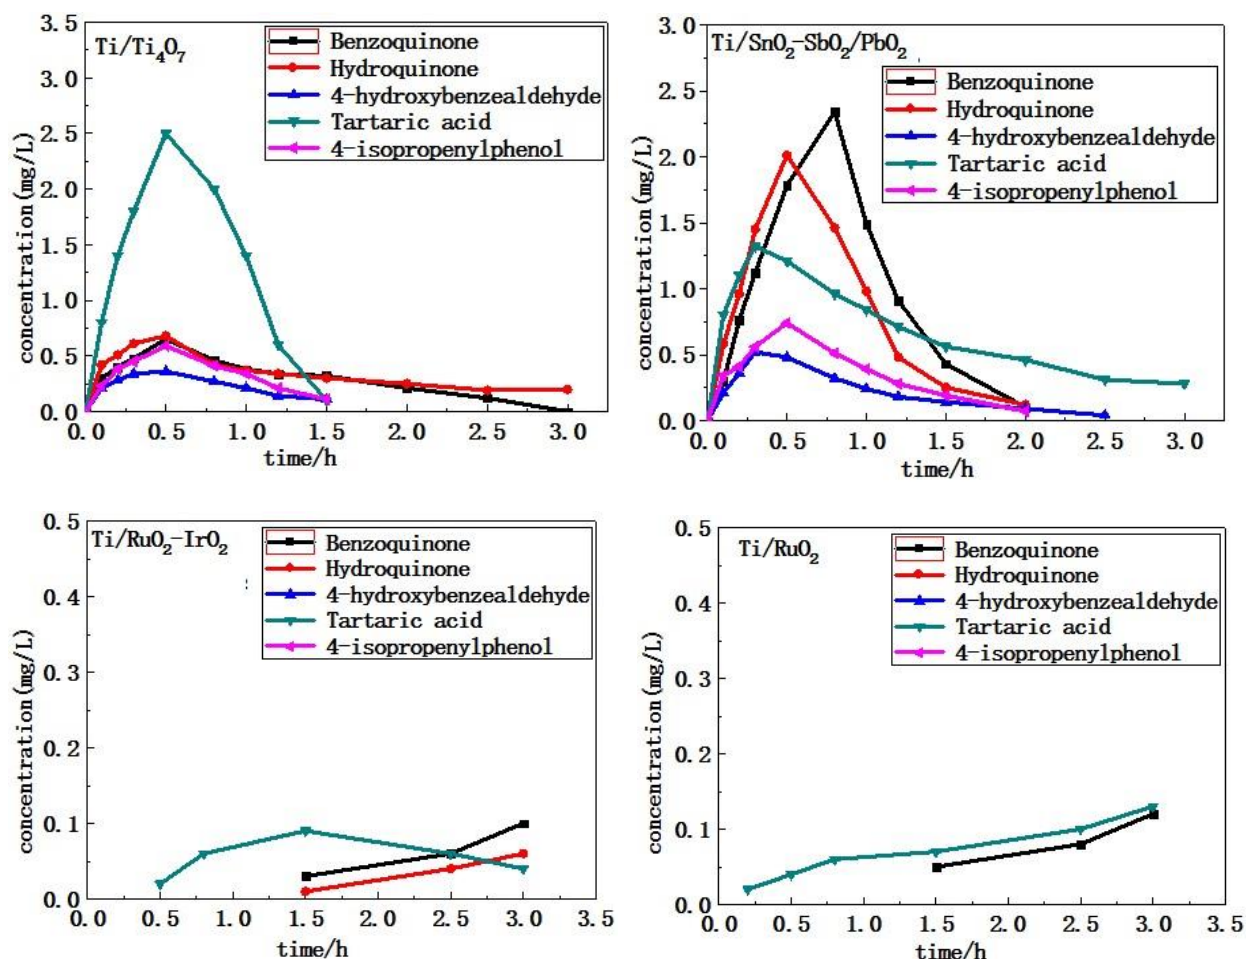 Ti/Ti₄O₇
Benzoquinone
Hydroquinone
4-hydroxybenzealdehyde
Tartaric acid
4-isopropenylphenol
concentration(mg/L)
3.5
3.0
2.5
2.0
1.5
1.0
0.5
0.0
0.0 0.5 1.0 1.5 2.0 2.5 3.0
time/h
Ti/SnO₂-SbO₂/PbO₂
Benzoquinone
Hydroquinone
4-hydroxybenzealdehyde
Tartaric acid
4-isopropenylphenol
concentration(mg/L)
3.0
2.5
2.0
1.5
1.0
0.5
0.0
0.0 0.5 1.0 1.5 2.0 2.5 3.0
time/h
Ti/RuO₂-IrO₂
Benzoquinone
Hydroquinone
4-hydroxybenzealdehyde
Tartaric acid
4-isopropenylphenol
concentration(mg/L)
0.5
0.4
0.3
0.2
0.1
0.0
0.0 0.5 1.0 1.5 2.0 2.5 3.0 3.5
time/h
Ti/RuO₂
Benzoquinone
Hydroquinone
4-hydroxybenzealdehyde
Tartaric acid
4-isopropenylphenol
concentration(mg/L)
0.5
0.4
0.3
0.2
0.1
0.0
0.0 0.5 1.0 1.5 2.0 2.5 3.0 3.5
time/h